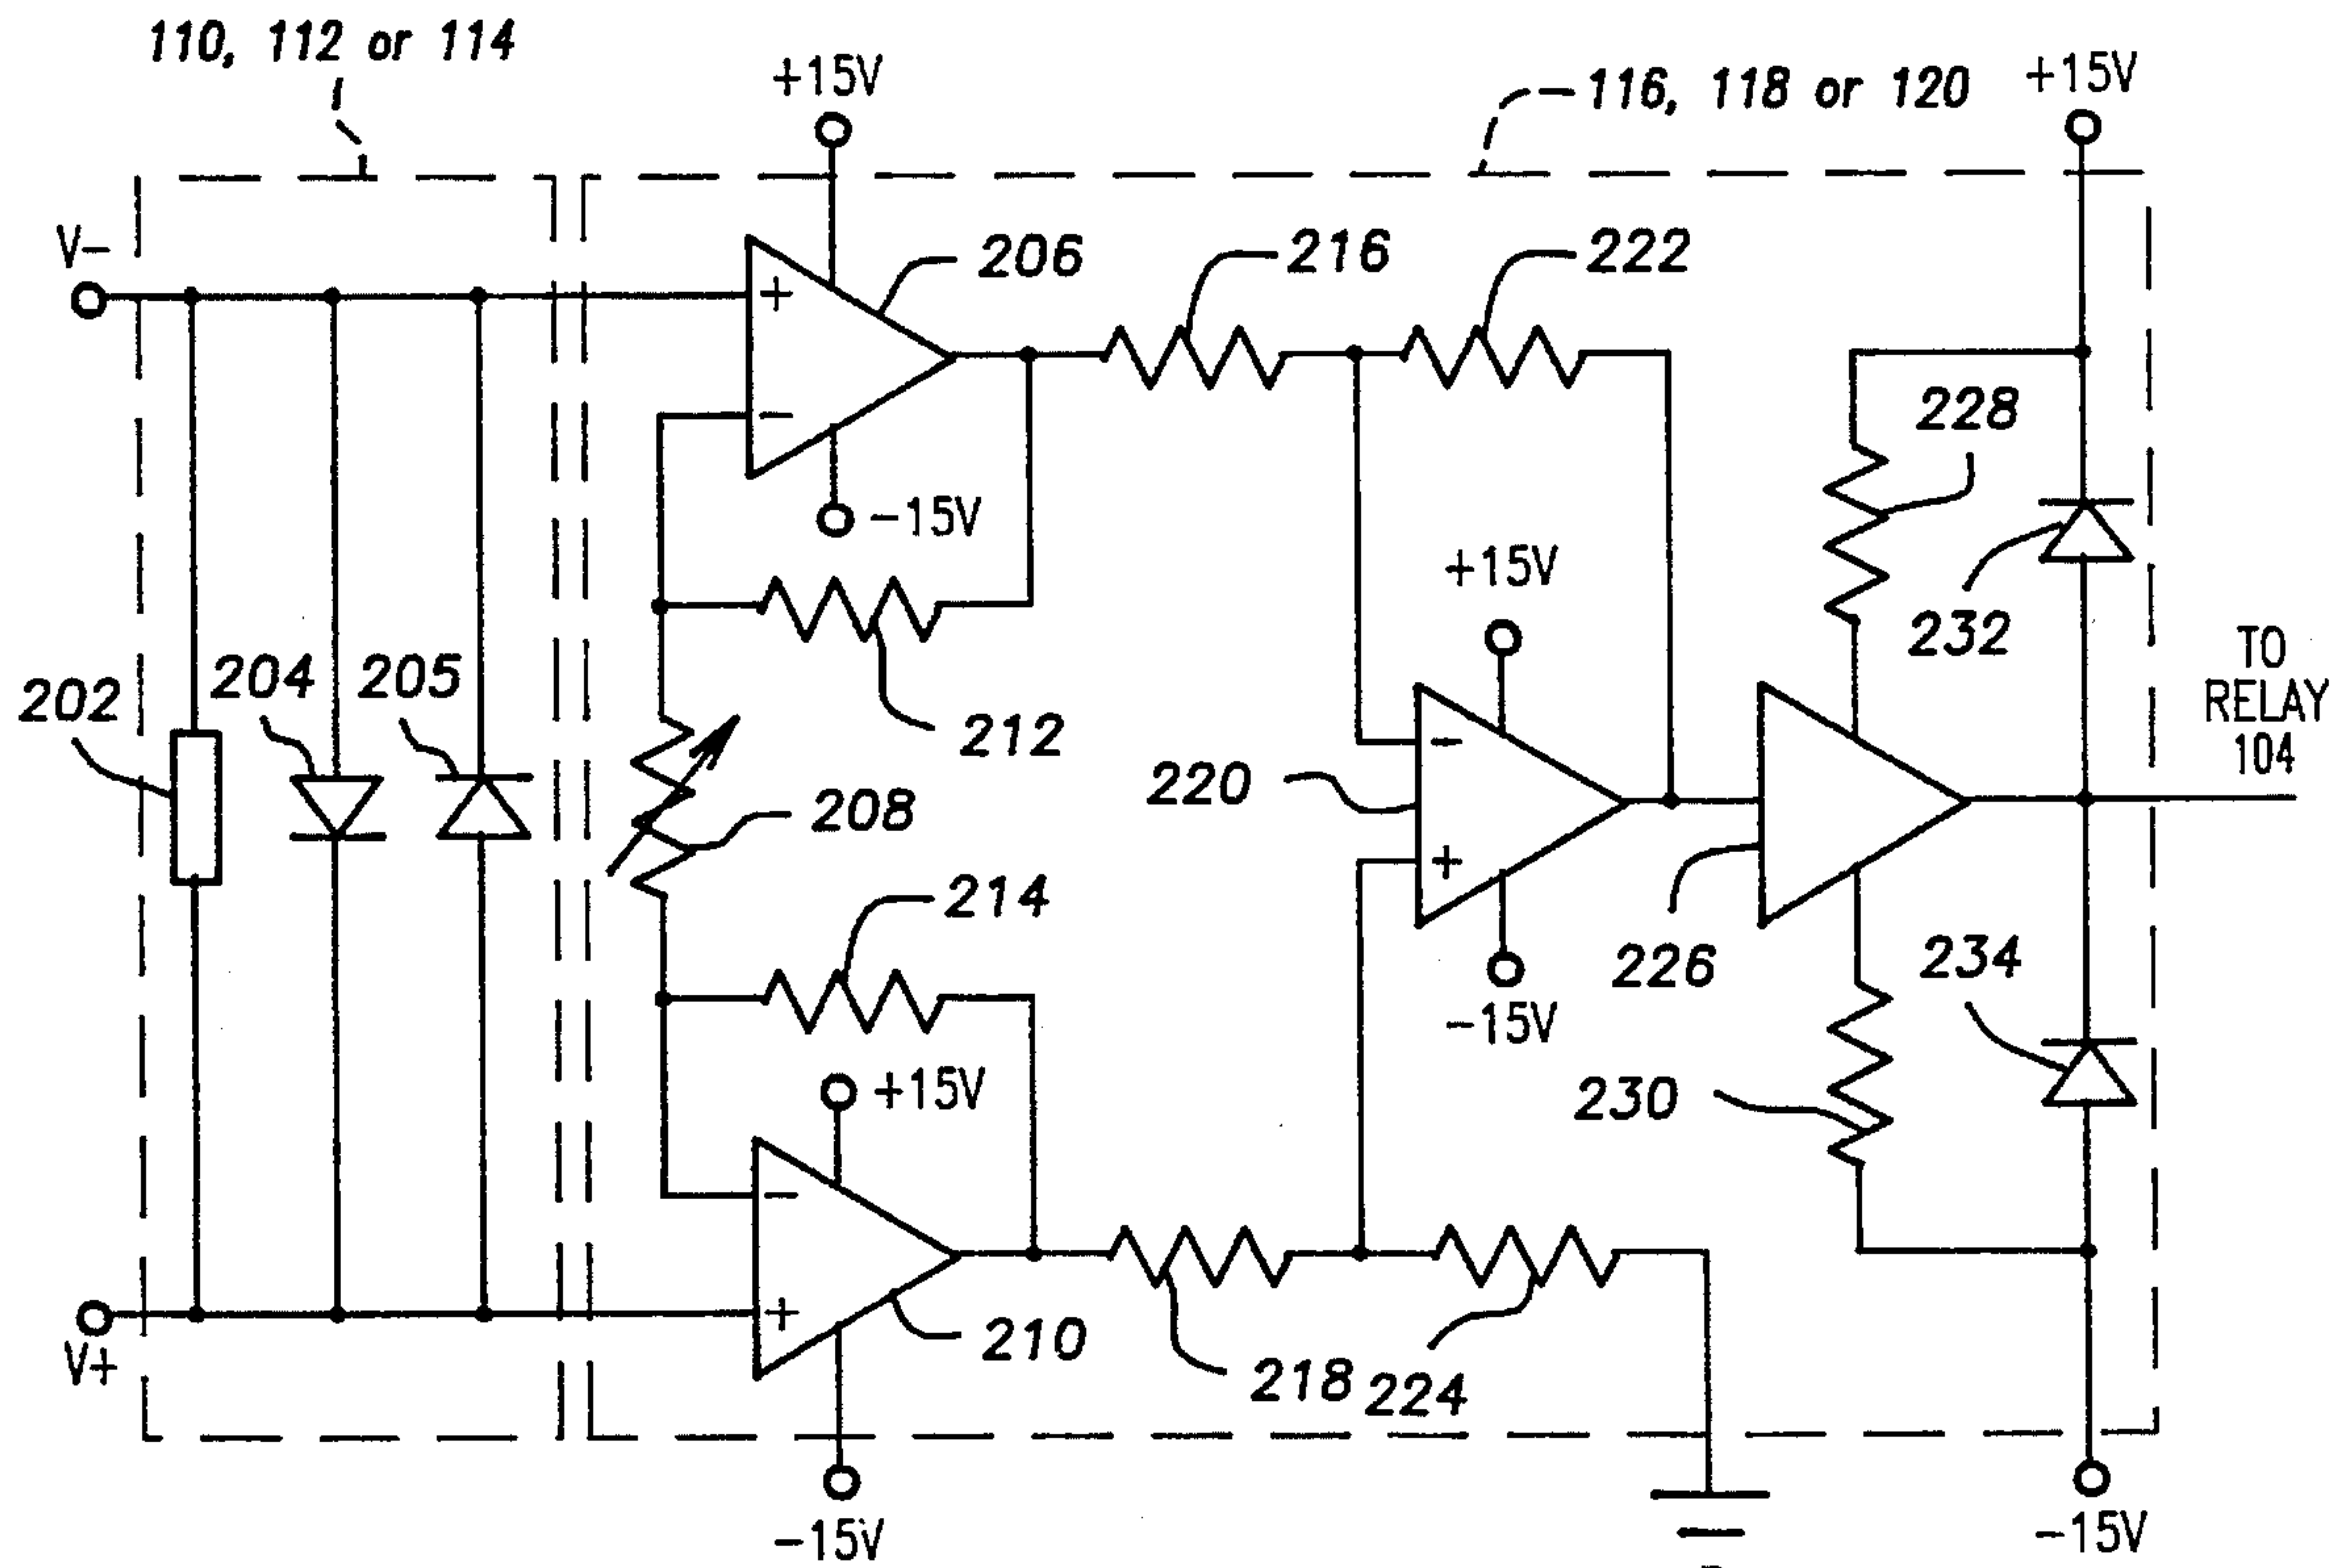 110, 112 or 114
+15V
116, 118 or 120
+15V
V-
+
206
216
222
-
-15V
228
232
+15V
212
204
205
202
208
220
-
+
TO
RELAY
104
214
226
234
-15V
230
+15V
-
+
210
V+
218
224
-15V
-15V